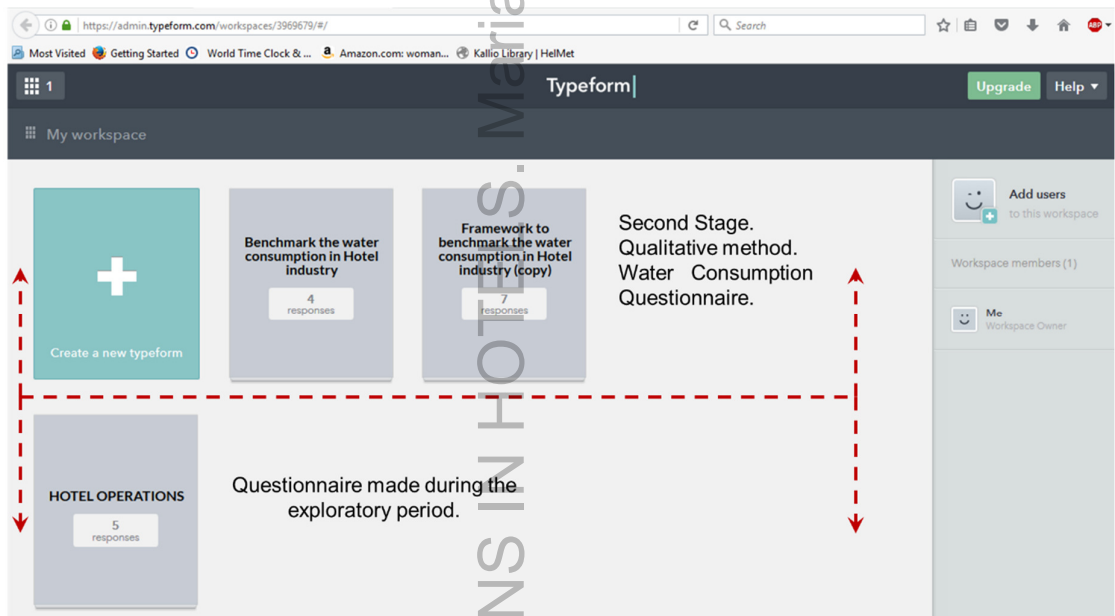 https://admin.typeform.com/workspaces/3969679/#/
Search
ABP
Most Visited Getting Started World Time Clock & ... Amazon.com: woman... Kallio Library | HelMet
1
Typeform
Upgrade
Help
My workspace
Benchmark the water
consumption in Hotel
industry
4
responses
Framework to
benchmark the water
consumption in Hotel
industry (copy)
7
responses
Create a new typeform
Second Stage.
Qualitative method.
Water Consumption
Questionnaire.
Add users
to this workspace
Workspace members (1)
Me
Workspace Owner
HOTEL OPERATIONS
5
responses
Questionnaire made during the
exploratory period.
NS IN HOTELS. Maria